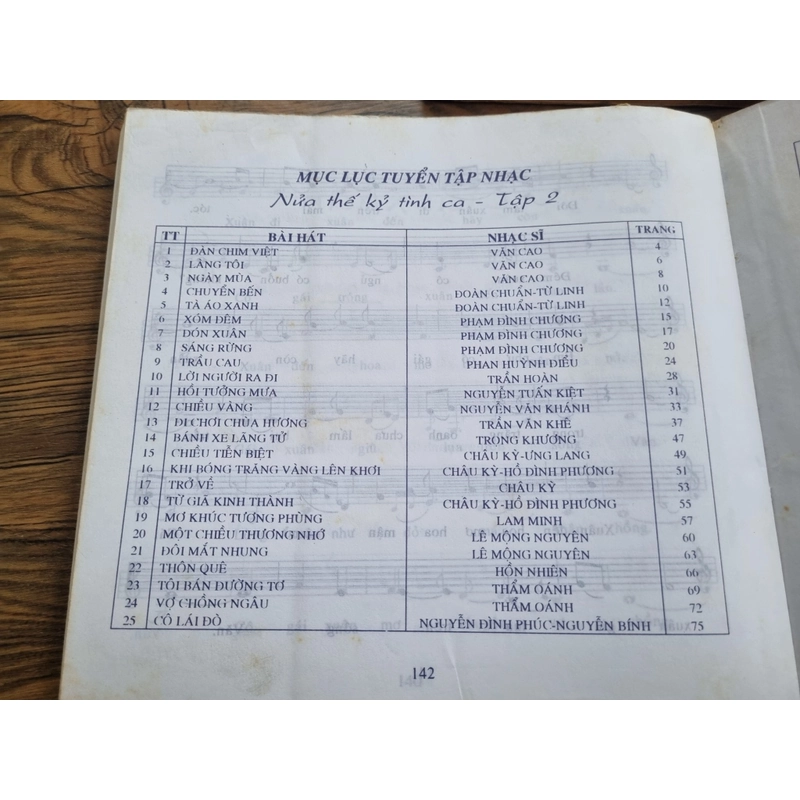 MỤC LỤC TUYỂN TẬP NHẠC
Nửa thế kỷ tình ca - Tập 2
TT BÀI HÁT NHẠC SĨ TRANG
1 ĐÀN CHIM VIỆT VĂN CAO 4
2 LÀNG TÔI VĂN CAO 6
3 NGÀY MÙA VĂN CAO 8
4 CHUYỂN BẾN ĐOÀN CHUẨN-TỪ LINH 10
5 TÀ ÁO XANH ĐOÀN CHUẨN-TỪ LINH 12
6 XÓM ĐÊM PHẠM ĐÌNH CHƯƠNG 15
7 ĐÓN XUÂN PHẠM ĐÌNH CHƯƠNG 17
8 SÁNG RỪNG PHẠM ĐÌNH CHƯƠNG 20
9 TRẦU CAU PHAN HUỲNH ĐIỂU 24
10 LỜI NGƯỜI RA ĐI TRẦN HOÀN 28
11 HỒI TƯỞNG MƯA NGUYỄN TUẤN KIỆT 31
12 CHIỀU VÀNG NGUYỄN VĂN KHÁNH 33
13 ĐI CHƠI CHÙA HƯƠNG TRẦN VĂN KHÊ 37
14 BÁNH XE LÃNG TỬ TRỌNG KHƯƠNG 47
15 CHIỀU TIỄN BIỆT CHÂU KỲ-ƯNG LANG 49
16 KHI BÓNG TRĂNG VÀNG LÊN KHƠI CHÂU KỲ-HỒ ĐÌNH PHƯƠNG 51
17 TRỞ VỀ CHÂU KỲ 53
18 TỪ GIÃ KINH THÀNH CHÂU KỲ-HỒ ĐÌNH PHƯƠNG 55
19 MƠ KHÚC TƯƠNG PHÙNG LAM MINH 57
20 MỘT CHIỀU THƯƠNG NHỚ LÊ MỘNG NGUYÊN 60
21 ĐÔI MẮT NHUNG LÊ MỘNG NGUYÊN 63
22 THÔN QUÊ HỒN NHIÊN 66
23 TÔI BÁN ĐƯỜNG TƠ THẨM OÁNH 69
24 VỢ CHỒNG NGÂU THẨM OÁNH 72
25 CÔ LÁI ĐÒ NGUYỄN ĐÌNH PHÚC-NGUYỄN BÍNH 75
142